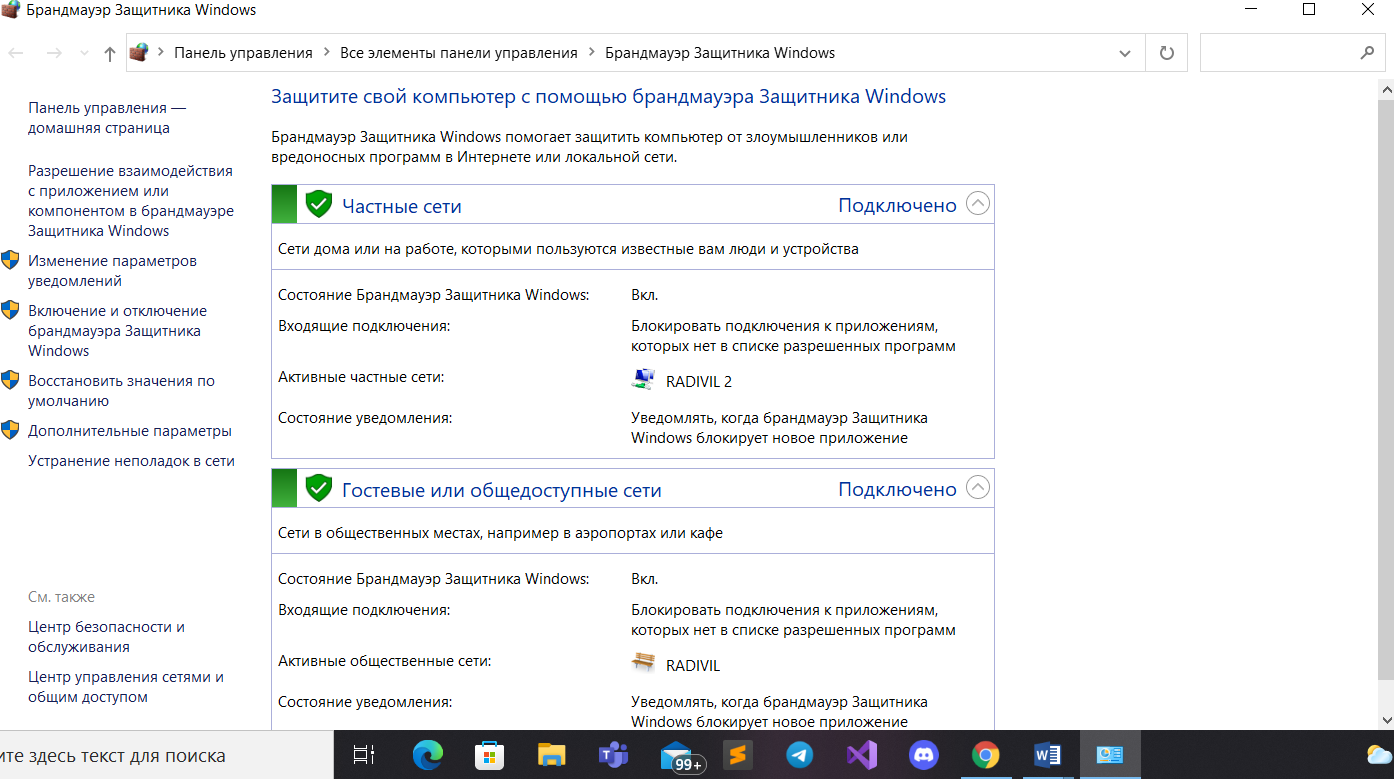 Брандмауэр Защитника Windows
Панель управления
Все элементы панели управления
Брандмауэр Защитника Windows
Панель управления —
домашняя страница
Разрешение взаимодействия
с приложением или
компонентом в брандмауэре
Защитника Windows
Изменение параметров
уведомлений
Включение и отключение
брандмауэра Защитника
Windows
Восстановить значения по
умолчанию
Дополнительные параметры
Устранение неполадок в сети
См. также
Центр безопасности и
обслуживания
Центр управления сетями и
общим доступом
Защитите свой компьютер с помощью брандмауэра Защитника Windows
Брандмауэр Защитника Windows помогает защитить компьютер от злоумышленников или
вредоносных программ в Интернете или локальной сети.
Частные сети
Подключено
Сети дома или на работе, которыми пользуются известные вам люди и устройства
Состояние Брандмауэр Защитника Windows:
Вкл.
Входящие подключения:
Блокировать подключения к приложениям,
которых нет в списке разрешенных программ
Активные частные сети:
RADIVIL 2
Состояние уведомления:
Уведомлять, когда брандмауэр Защитника
Windows блокирует новое приложение
Гостевые или общедоступные сети
Подключено
Сети в общественных местах, например в аэропортах или кафе
Состояние Брандмауэр Защитника Windows:
Вкл.
Входящие подключения:
Блокировать подключения к приложениям,
которых нет в списке разрешенных программ
Активные общественные сети:
RADIVIL
Состояние уведомления:
Уведомлять, когда брандмауэр Защитника
Windows блокирует новое приложение
ите здесь текст для поиска
99+